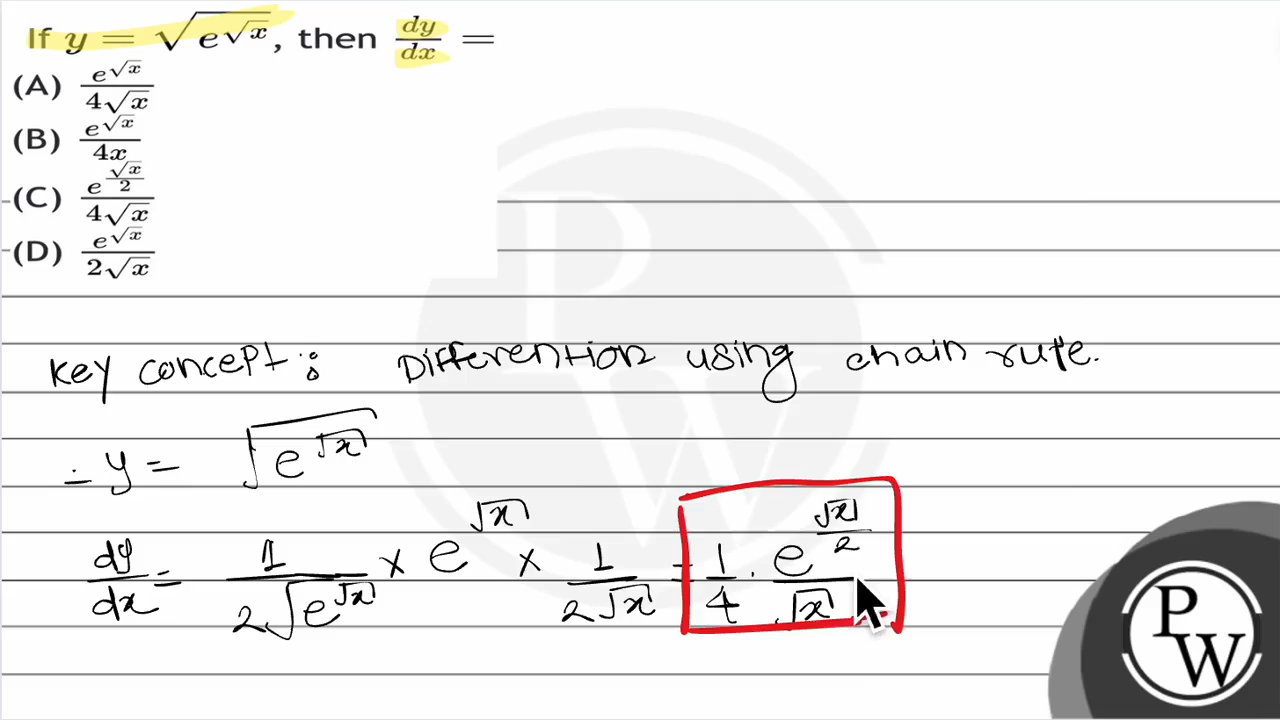 If y = √(e^√x), then dy/dx =
(A) e^√x / 4√x
(B) e^√x / 4x
(C) e^(√x/2) / 4√x
(D) e^√x / 2√x
Key concept: Differention using chain rule.
- y = √(e^√x)
dy/dx = 1/(2√(e^√x)) × e^√x × 1/(2√x) = 1/4 · e^(√x/2)/√x
P
W
P
W